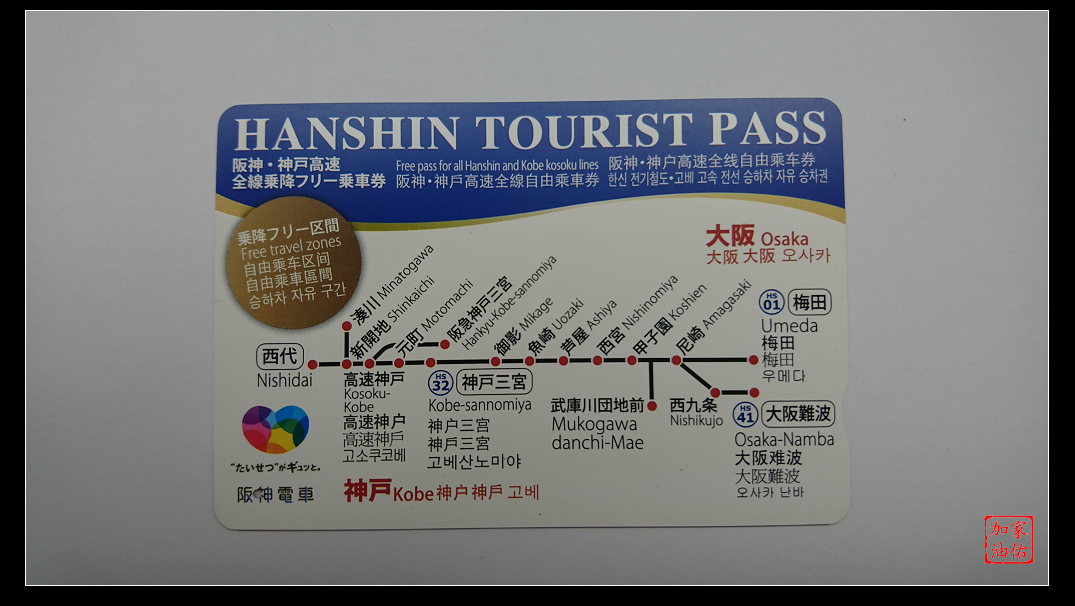 HANSHIN TOURIST PASS
阪神・神戸高速
全線乗降フリー乗車券
Free pass for all Hanshin and Kobe kosoku lines
阪神・神戶高速全線自由乘車券
阪神・神户高速全线自由乘车券
한신 전기철도•고베 고속 전선 승하차 자유 승차권
乗降フリー区間
Free travel zones
自由乘车区间
自由乘車區間
승하차 자유 구간
大阪 Osaka
大阪 大阪 오사카
湊川 Minatogawa
新開地 Shinkaichi
元町 Motomachi
阪急神戸三宮
Hankyu-Kobe-sannomiya
御影 Mikage
魚崎 Uozaki
芦屋 Ashiya
西宮 Nishinomiya
甲子園 Koshien
尼崎 Amagasaki
HS 01 梅田
Umeda
梅田
梅田
우메다
西代
Nishidai
高速神戸
Kosoku-
Kobe
高速神户
高速神戶
고소쿠코베
HS 32 神戸三宮
Kobe-sannomiya
神户三宫
神戶三宮
고베산노미야
武庫川団地前
Mukogawa
danchi-Mae
西九条
Nishikujo
HS 41 大阪難波
Osaka-Namba
大阪难波
大阪難波
오사카 난바
“たいせつ”がギュッと。
阪神電車
神戸 Kobe 神户 神戶 고베
家佑
加油